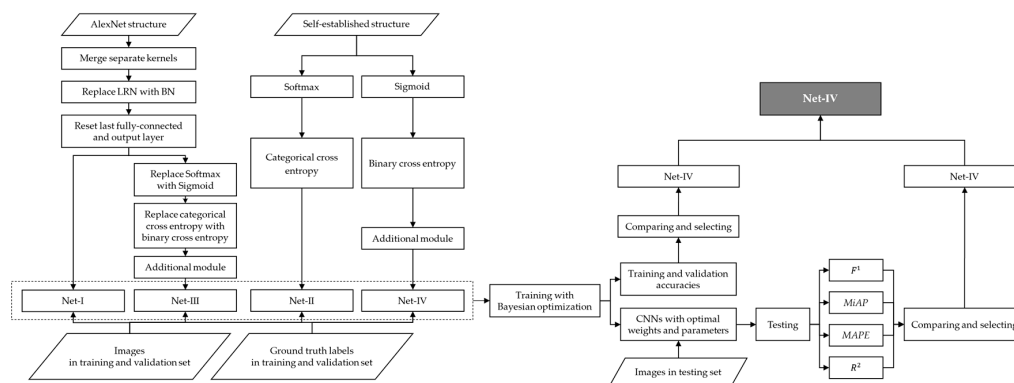 AlexNet structure
Merge separate kernels
Replace LRN with BN
Reset last fully-connected
and output layer
Replace Softmax
with Sigmoid
Replace categorical
cross entropy with
binary cross entropy
Additional module
Self-established structure
Softmax
Sigmoid
Categorical cross
entropy
Binary cross entropy
Additional module
Net-I
Net-III
Net-II
Net-IV
Images
in training and validation set
Ground truth labels
in training and validation set
Training with
Bayesian optimization
Training and validation
accuracies
Comparing and selecting
Net-IV
CNNs with optimal
weights and parameters
Images in testing set
Testing
F¹
MiAP
MAPE
R²
Comparing and selecting
Net-IV
Net-IV